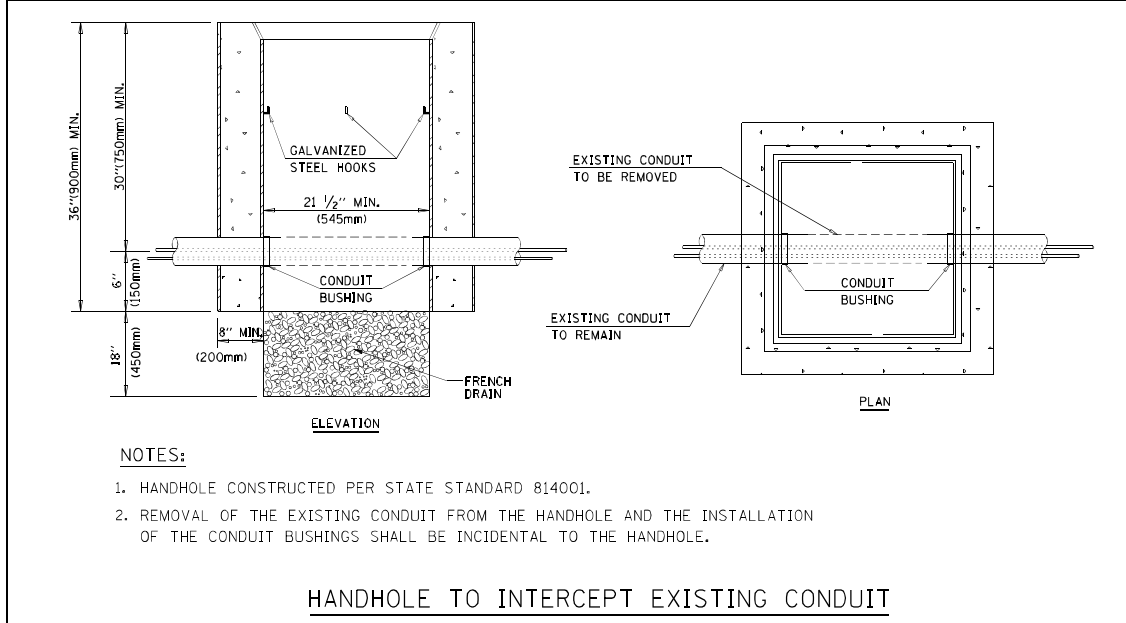 36"(900mm) MIN.
30"(750mm) MIN.
GALVANIZED
STEEL HOOKS
21 1/2" MIN.
(545mm)
6"
(150mm)
CONDUIT
BUSHING
8" MIN.
(200mm)
18"
(450mm)
FRENCH
DRAIN
ELEVATION
EXISTING CONDUIT
TO BE REMOVED
CONDUIT
BUSHING
EXISTING CONDUIT
TO REMAIN
PLAN
NOTES:
1. HANDHOLE CONSTRUCTED PER STATE STANDARD 814001.
2. REMOVAL OF THE EXISTING CONDUIT FROM THE HANDHOLE AND THE INSTALLATION
OF THE CONDUIT BUSHINGS SHALL BE INCIDENTAL TO THE HANDHOLE.
HANDHOLE TO INTERCEPT EXISTING CONDUIT